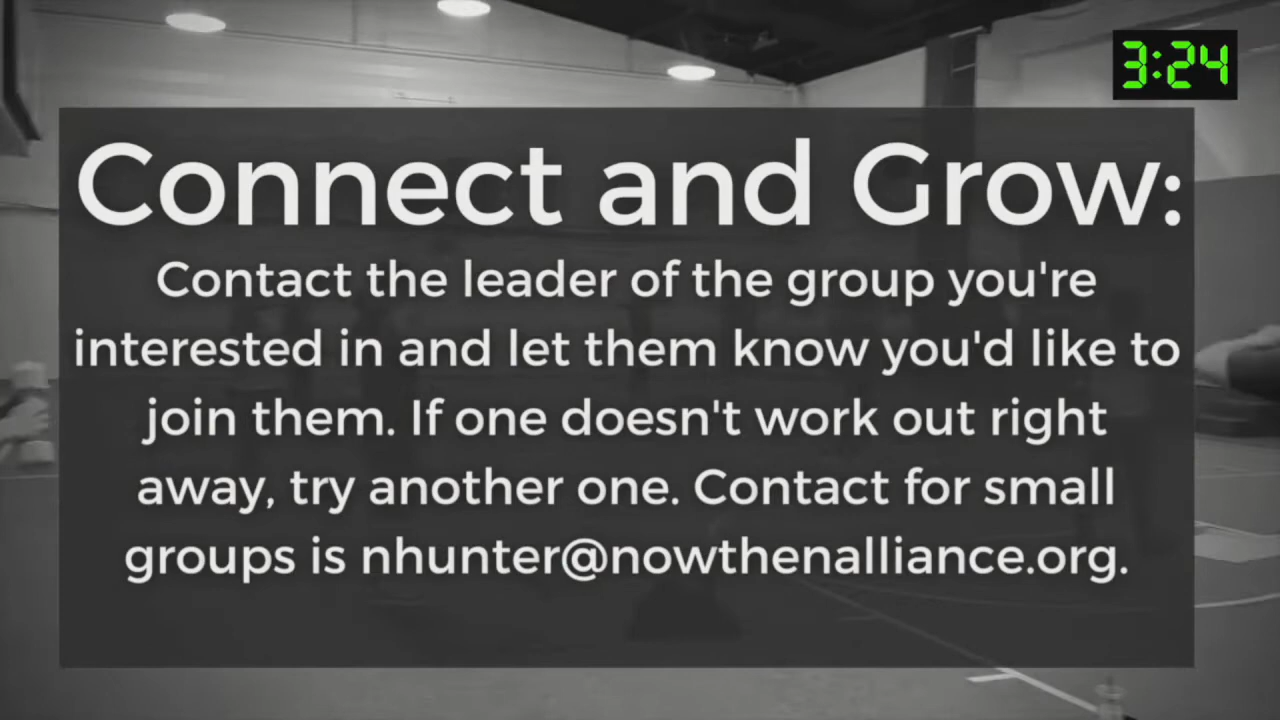 3:24
Connect and Grow:
Contact the leader of the group you're
interested in and let them know you'd like to
join them. If one doesn't work out right
away, try another one. Contact for small
groups is nhunter@nowthenalliance.org.